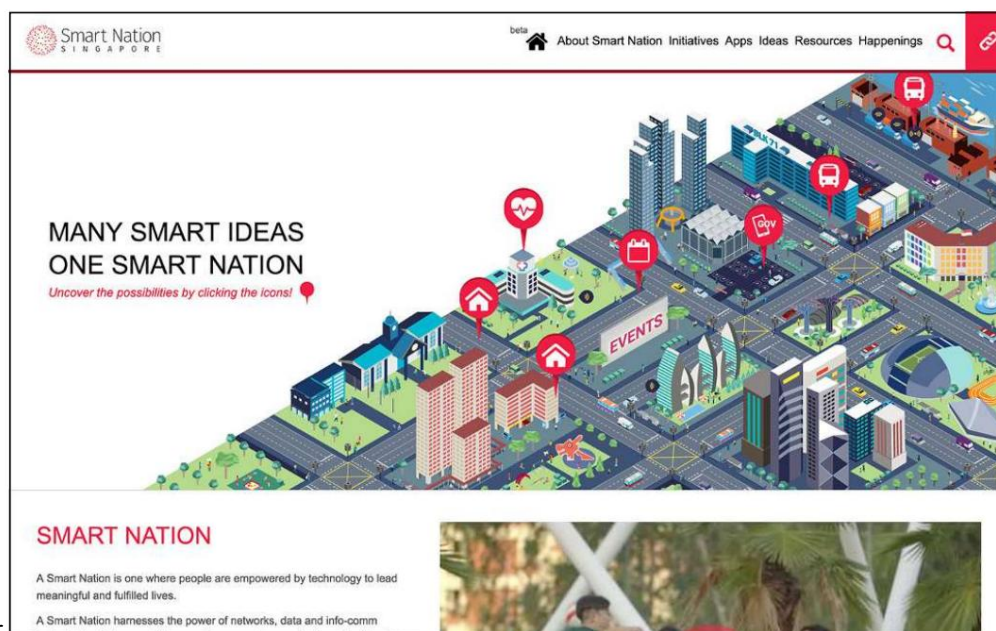 Smart Nation
SINGAPORE
beta
About Smart Nation Initiatives Apps Ideas Resources Happenings
MANY SMART IDEAS
ONE SMART NATION
Uncover the possibilities by clicking the icons!
BLK 71
GOV
EVENTS
SMART NATION
A Smart Nation is one where people are empowered by technology to lead
meaningful and fulfilled lives.
A Smart Nation harnesses the power of networks, data and info-comm